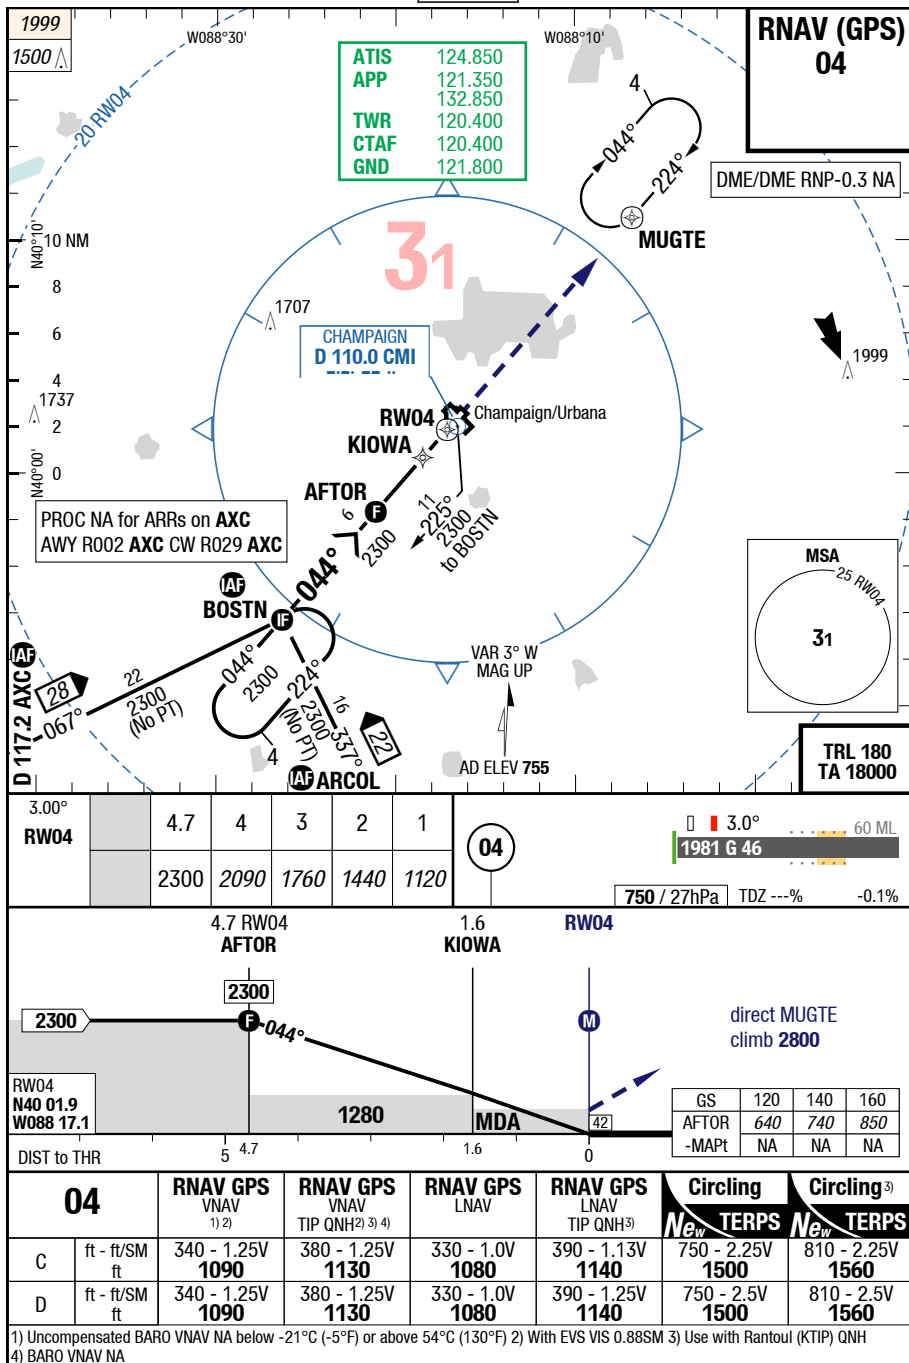 1999
1500
W088°30'
W088°10'
RNAV (GPS)
04
ATIS 124.850
APP 121.350
132.850
TWR 120.400
CTAF 120.400
GND 121.800
20 RW04
4
044°
224°
MUGTE
DME/DME RNP-0.3 NA
N40°10'
10 NM
8
6
4
2
0
N40°00'
31
1707
1737
1999
CHAMPAIGN
D 110.0 CMI
RW04
Champaign/Urbana
KIOWA
AFTOR
F
6
2300
044°
11
225°
2300
to BOSTN
PROC NA for ARRs on AXC
AWY R002 AXC CW R029 AXC
IAF
BOSTN
IF
044°
2300
224°
4
IAF
D 117.2 AXC
28
067°
22
2300
(No PT)
16
2300
(No PT)
337°
22
IAF ARCOL
VAR 3° W
MAG UP
AD ELEV 755
MSA
25 RW04
31
TRL 180
TA 18000
3.00°
RW04
4.7 4 3 2 1
2300 2090 1760 1440 1120
04
3.0°
60 ML
1981 G 46
750 / 27hPa TDZ ---% -0.1%
4.7 RW04
AFTOR
1.6
KIOWA
RW04
2300
2300
F
044°
M
direct MUGTE
climb 2800
RW04
N40 01.9
W088 17.1
1280
MDA
42
DIST to THR 5 4.7 1.6 0
GS 120 140 160
AFTOR 640 740 850
-MAPt NA NA NA
04
RNAV GPS
VNAV
1) 2)
RNAV GPS
VNAV
TIP QNH2) 3) 4)
RNAV GPS
LNAV
RNAV GPS
LNAV
TIP QNH3)
Circling
New TERPS
Circling3)
New TERPS
C ft - ft/SM 340 - 1.25V 380 - 1.25V 330 - 1.0V 390 - 1.13V 750 - 2.25V 810 - 2.25V
ft 1090 1130 1080 1140 1500 1560
D ft - ft/SM 340 - 1.25V 380 - 1.25V 330 - 1.0V 390 - 1.25V 750 - 2.5V 810 - 2.5V
ft 1090 1130 1080 1140 1500 1560
1) Uncompensated BARO VNAV NA below -21°C (-5°F) or above 54°C (130°F) 2) With EVS VIS 0.88SM 3) Use with Rantoul (KTIP) QNH
4) BARO VNAV NA